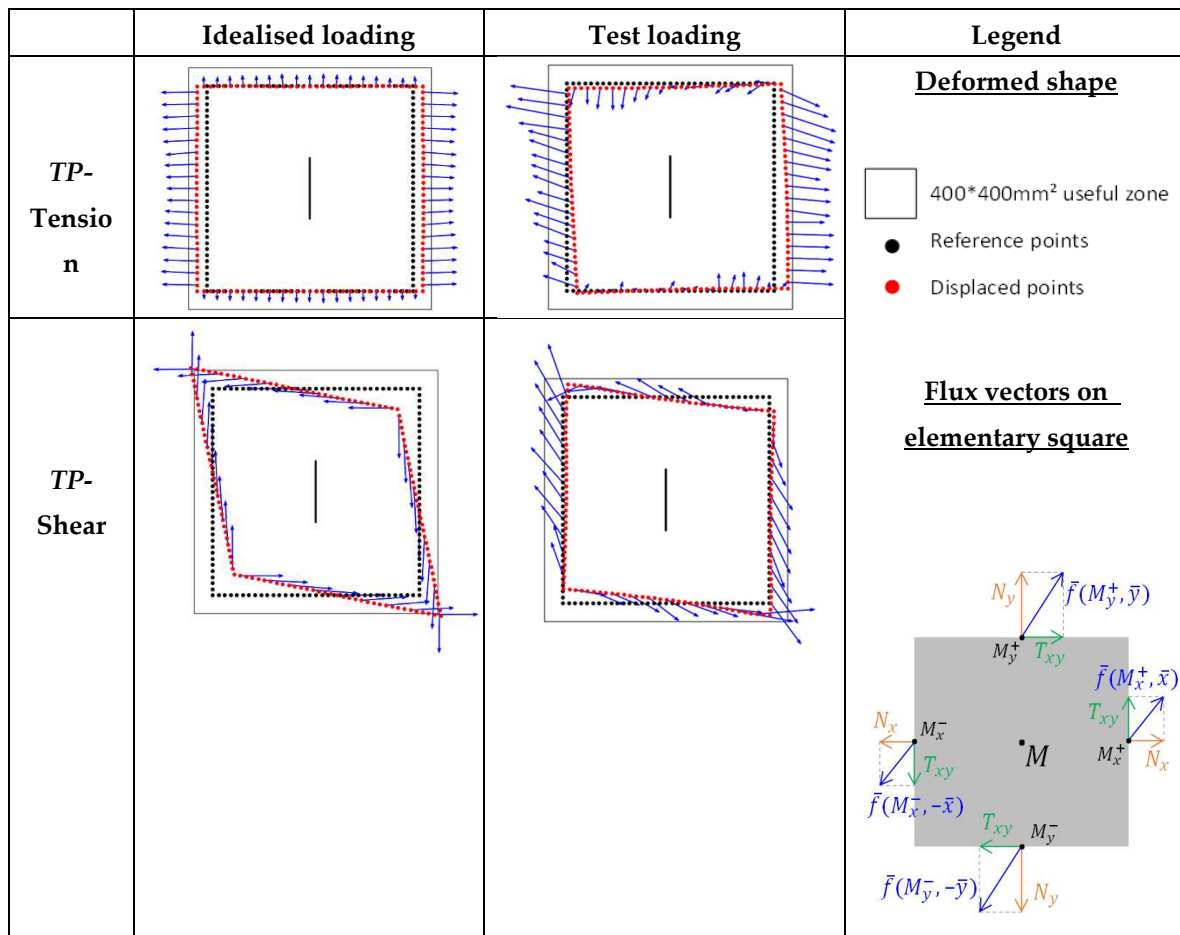 Idealised loading
Test loading
Legend
TP-
Tensio
n
Deformed shape
400*400mm² useful zone
Reference points
Displaced points
TP-
Shear
Flux vectors on
elementary square
N_y
f̄(M_y^+, ȳ)
M_y^+
T_xy
f̄(M_x^+, x̄)
N_x
M_x^-
T_xy
T_xy
M
M_x^+
N_x
f̄(M_x^-, -x̄)
T_xy
M_y^-
f̄(M_y^-, -ȳ)
N_y